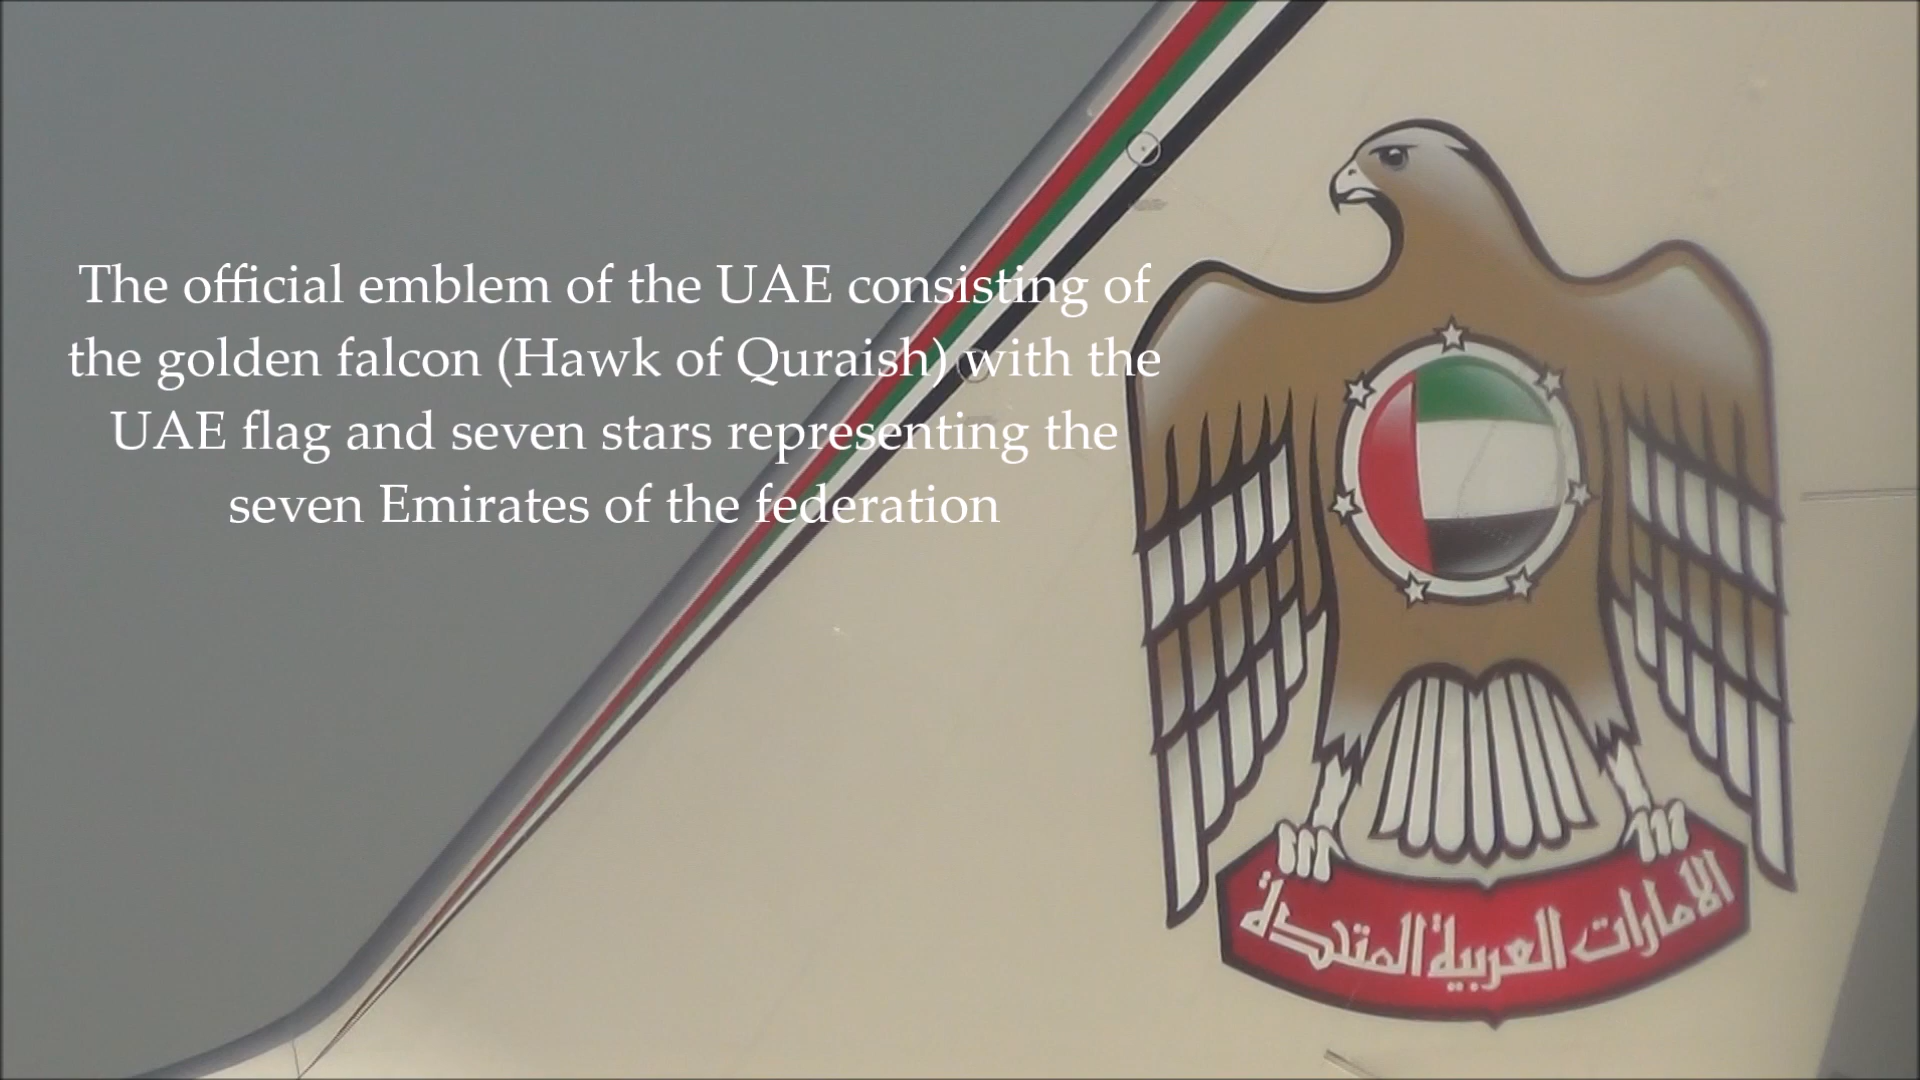 The official emblem of the UAE consisting of
the golden falcon (Hawk of Quraish) with the
UAE flag and seven stars representing the
seven Emirates of the federation
الامارات العربية المتحدة